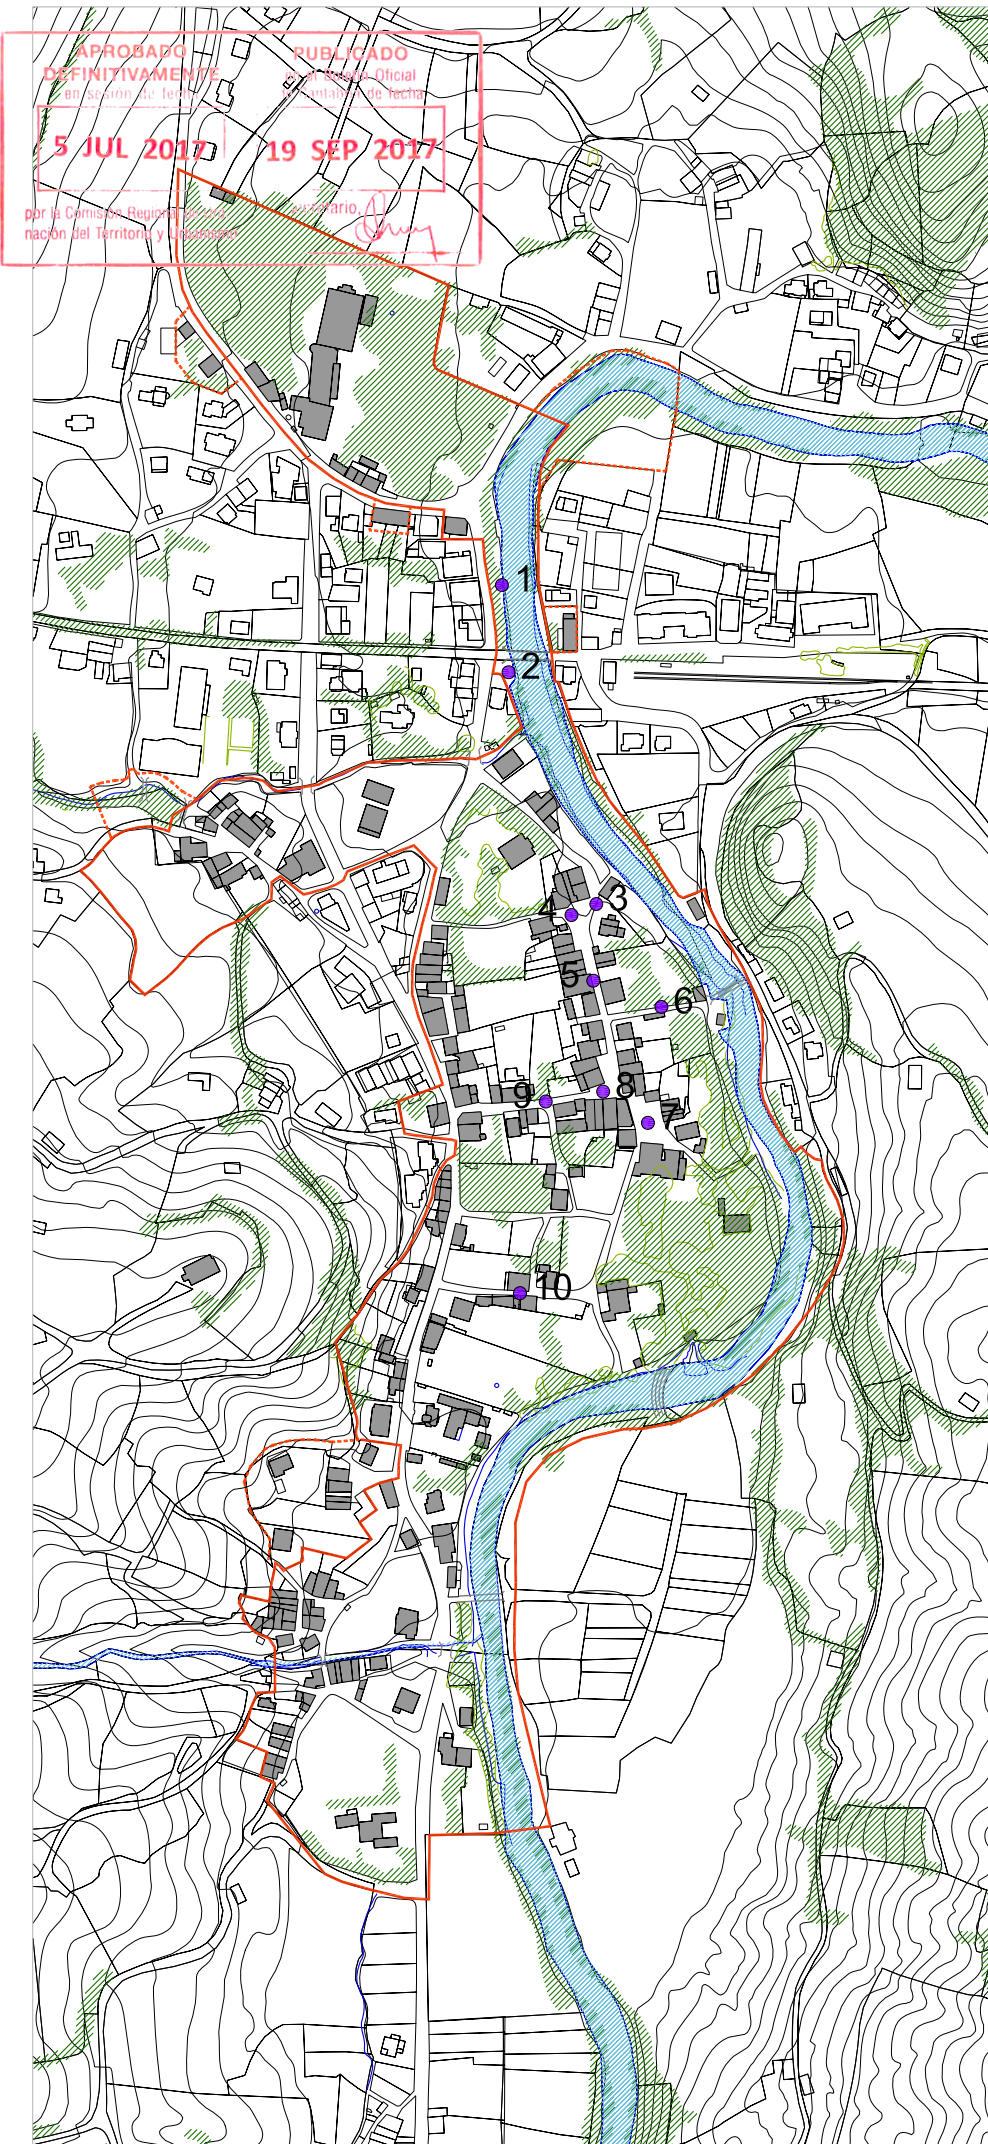 APROBADO
DEFINITIVAMENTE
en sesión de fecha
5 JUL 2017
por la Comisión Regional de
nación del Territorio y Urbanismo
PUBLICADO
en el Boletín Oficial
de Cantabria de fecha
19 SEP 2017
secretario,
1
2
3
4
5
6
7
8
9
10